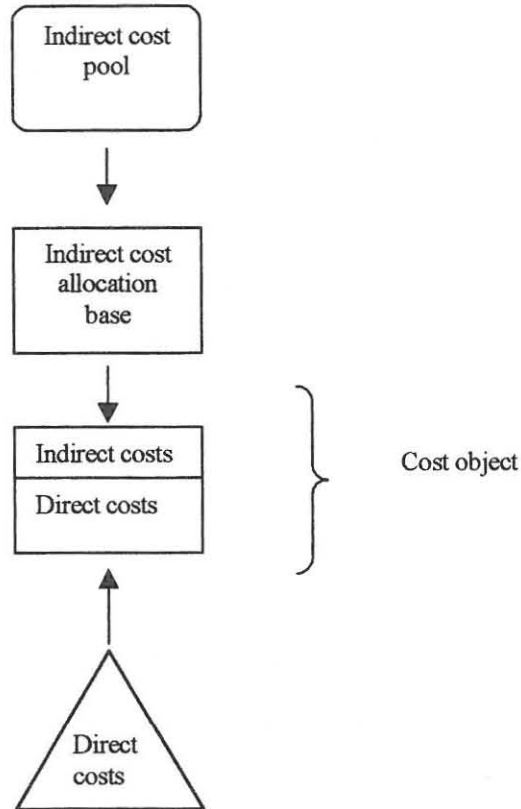 Indirect cost
pool
Indirect cost
allocation
base
Indirect costs
Direct costs
Cost object
Direct
costs